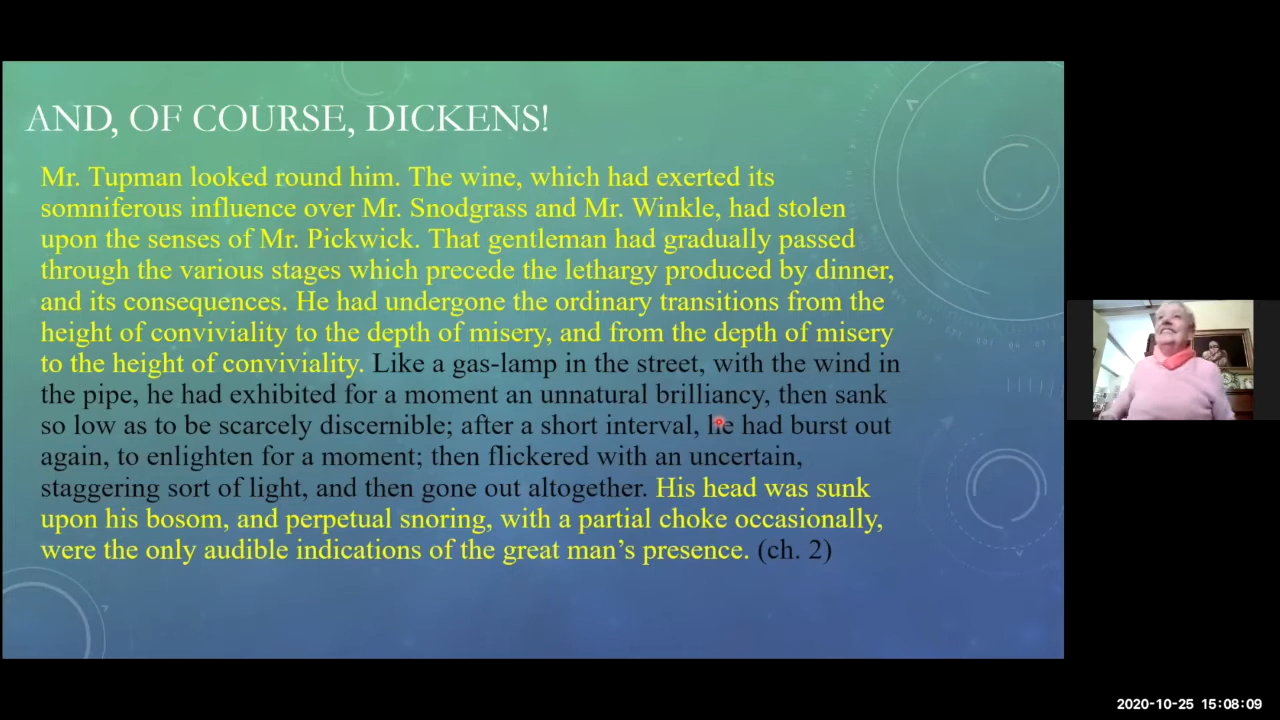 AND, OF COURSE, DICKENS!
Mr. Tupman looked round him. The wine, which had exerted its
somniferous influence over Mr. Snodgrass and Mr. Winkle, had stolen
upon the senses of Mr. Pickwick. That gentleman had gradually passed
through the various stages which precede the lethargy produced by dinner,
and its consequences. He had undergone the ordinary transitions from the
height of conviviality to the depth of misery, and from the depth of misery
to the height of conviviality. Like a gas-lamp in the street, with the wind in
the pipe, he had exhibited for a moment an unnatural brilliancy, then sank
so low as to be scarcely discernible; after a short interval, he had burst out
again, to enlighten for a moment; then flickered with an uncertain,
staggering sort of light, and then gone out altogether. His head was sunk
upon his bosom, and perpetual snoring, with a partial choke occasionally,
were the only audible indications of the great man's presence. (ch. 2)
2020-10-25 15:08:09